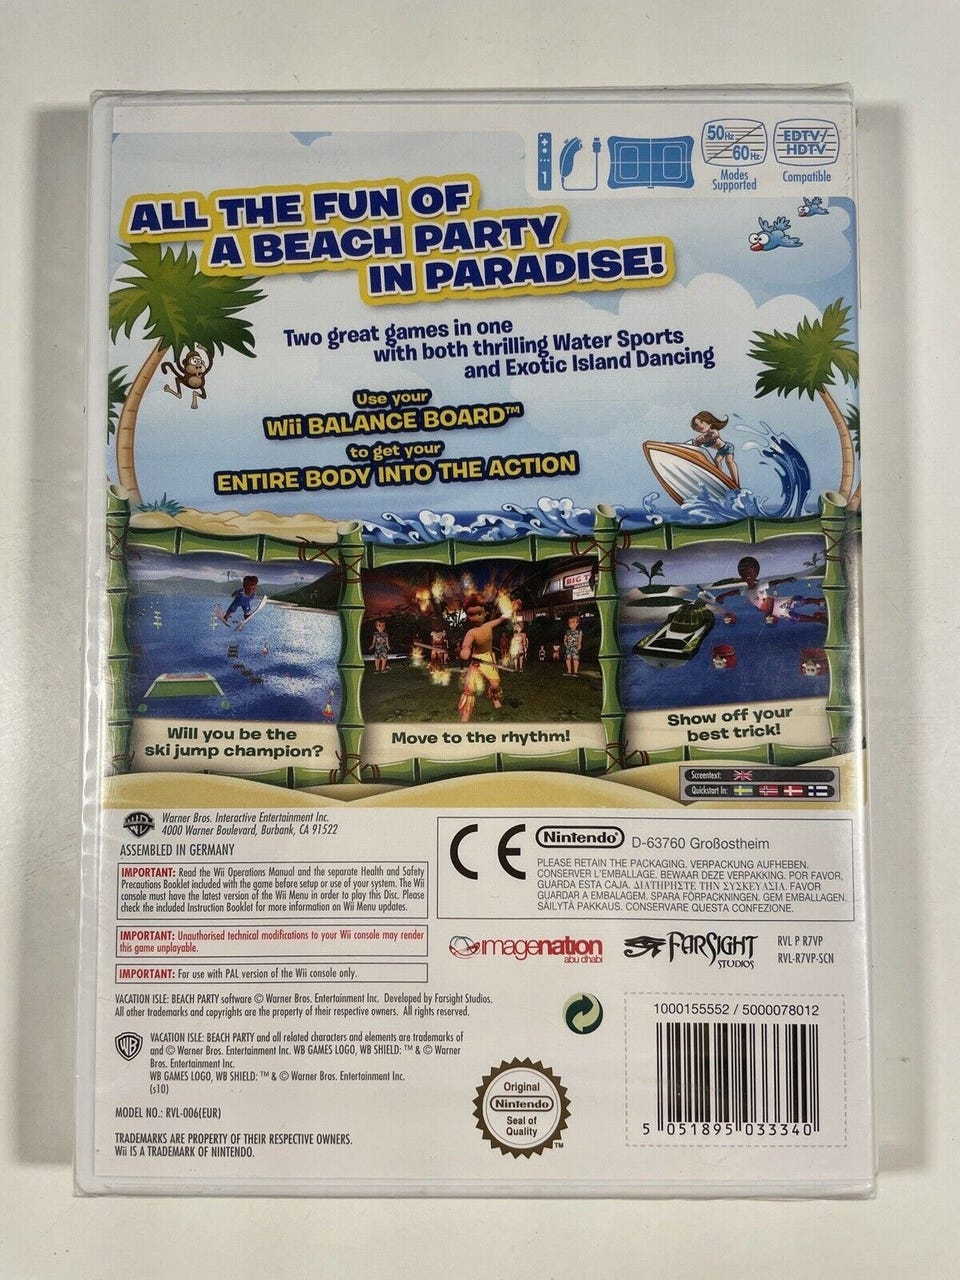 50Hz
60Hz
Modes
Supported
EDTV/
HDTV
Compatible
1
ALL THE FUN OF
A BEACH PARTY
IN PARADISE!
Two great games in one
with both thrilling Water Sports
and Exotic Island Dancing
Use your
Wii BALANCE BOARD™
to get your
ENTIRE BODY INTO THE ACTION
BIG T
Will you be the
ski jump champion?
Move to the rhythm!
Show off your
best trick!
Screentext:
Quickstart In:
WB
Warner Bros. Interactive Entertainment Inc.
4000 Warner Boulevard, Burbank, CA 91522
ASSEMBLED IN GERMANY
IMPORTANT: Read the Wii Operations Manual and the separate Health and Safety
Precautions Booklet included with the game before setup or use of your system. The Wii
console must have the latest version of the Wii Menu in order to play this Disc. Please
check the included Instruction Booklet for more information on Wii Menu updates.
IMPORTANT: Unauthorised technical modifications to your Wii console may render
this game unplayable.
IMPORTANT: For use with PAL version of the Wii console only.
CE
Nintendo® D-63760 Großostheim
PLEASE RETAIN THE PACKAGING. VERPACKUNG AUFHEBEN.
CONSERVER L'EMBALLAGE. BEWAAR DEZE VERPAKKING. POR FAVOR,
GUARDA ESTA CAJA. ΔΙΑΤΗΡΗΣΤΕ ΤΗΝ ΣΥΣΚΕΥΑΣΙΑ. FAVOR
GUARDAR A EMBALAGEM. SPARA FÖRPACKNINGEN. GEM EMBALLAGEN.
SÄILYTÄ PAKKAUS. CONSERVARE QUESTA CONFEZIONE.
imagenation
abu dhabi
FARSIGHT
STUDIOS
RVL P R7VP
RVL-R7VP-SCN
VACATION ISLE: BEACH PARTY software © Warner Bros. Entertainment Inc. Developed by Farsight Studios.
All other trademarks and copyrights are the property of their respective owners. All rights reserved.
WB
VACATION ISLE: BEACH PARTY and all related characters and elements are trademarks of
and © Warner Bros. Entertainment Inc. WB GAMES LOGO, WB SHIELD: ™ & © Warner
Bros. Entertainment Inc.
WB GAMES LOGO, WB SHIELD: ™ & © Warner Bros. Entertainment Inc.
(s10)
MODEL NO.: RVL-006(EUR)
TRADEMARKS ARE PROPERTY OF THEIR RESPECTIVE OWNERS.
Wii IS A TRADEMARK OF NINTENDO.
Original
Nintendo
Seal of
Quality
TM
1000155552 / 5000078012
5 051895 033340